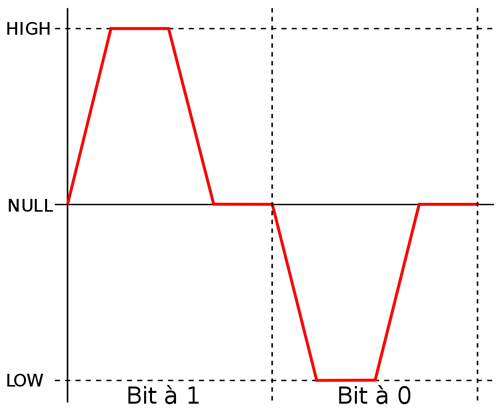 HIGH
NULL
LOW
Bit à 1
Bit à 0